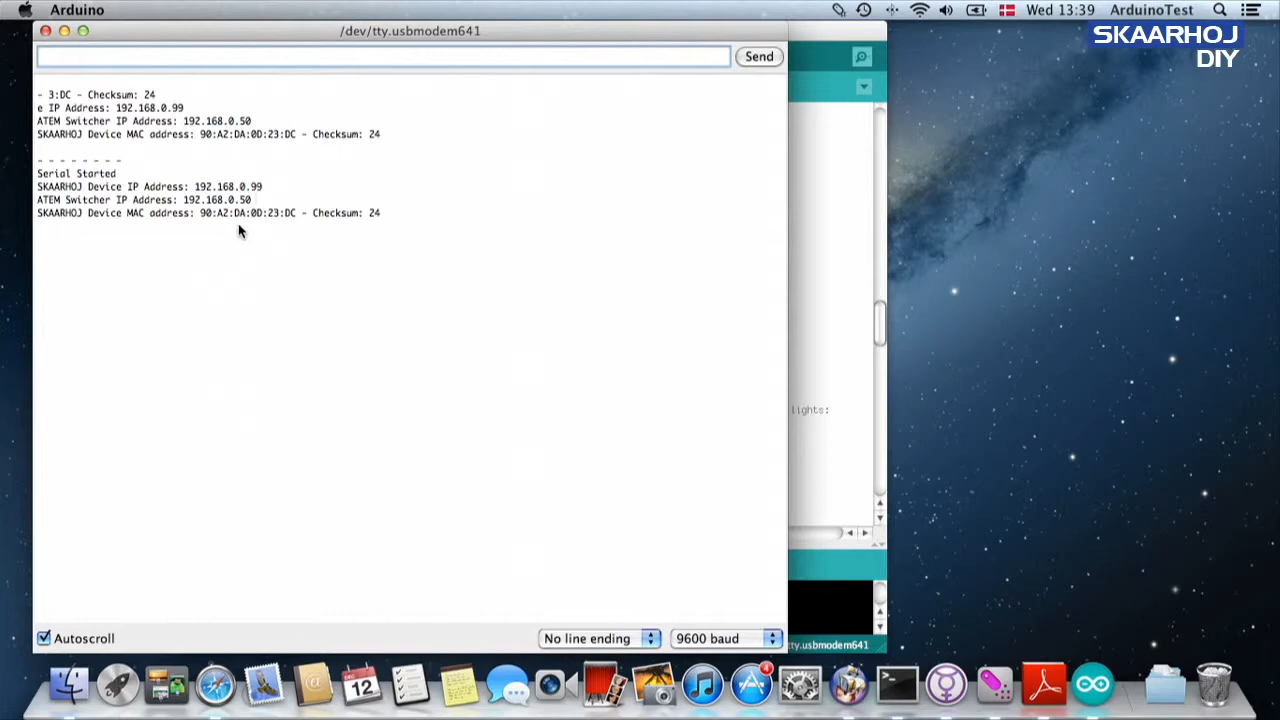 Arduino
Wed 13:39
ArduinoTest
SKAARHOJ
DIY
/dev/tty.usbmodem641
Send
- 3:DC - Checksum: 24
e IP Address: 192.168.0.99
ATEM Switcher IP Address: 192.168.0.50
SKAARHOJ Device MAC address: 90:A2:DA:0D:23:DC - Checksum: 24
- - - - - - - -
Serial Started
SKAARHOJ Device IP Address: 192.168.0.99
ATEM Switcher IP Address: 192.168.0.50
SKAARHOJ Device MAC address: 90:A2:DA:0D:23:DC - Checksum: 24
lights:
Autoscroll
No line ending
9600 baud
tty.usbmodem641
4
12